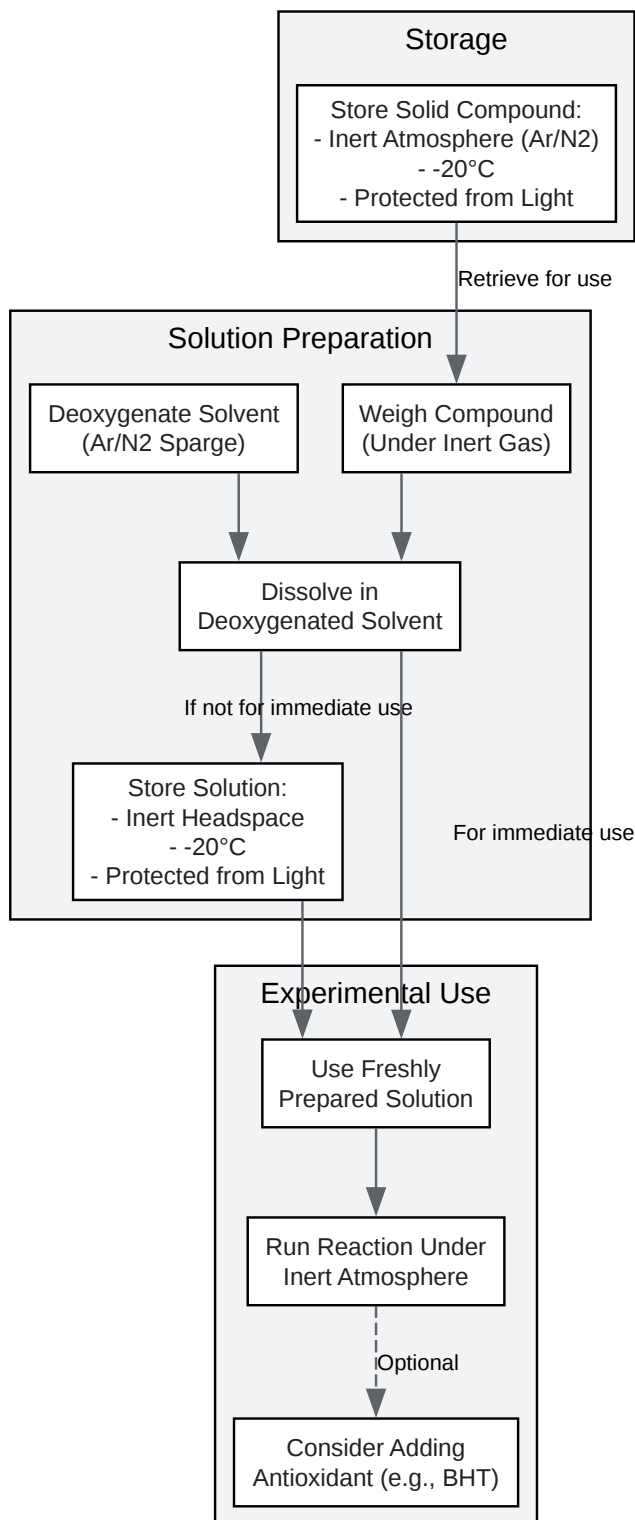 Storage
Store Solid Compound:
- Inert Atmosphere (Ar/N2)
- -20°C
- Protected from Light
Retrieve for use
Solution Preparation
Deoxygenate Solvent
(Ar/N2 Sparge)
Weigh Compound
(Under Inert Gas)
Dissolve in
Deoxygenated Solvent
If not for immediate use
Store Solution:
- Inert Headspace
- -20°C
- Protected from Light
For immediate use
Experimental Use
Use Freshly
Prepared Solution
Run Reaction Under
Inert Atmosphere
Optional
Consider Adding
Antioxidant (e.g., BHT)